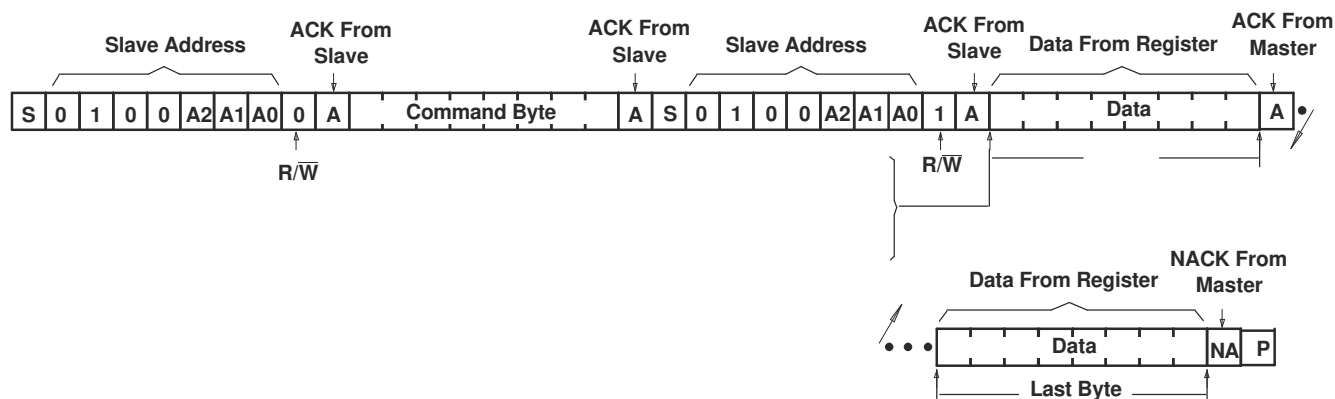 ACK From Slave
Slave Address
ACK From Slave
Slave Address
ACK From Slave
Data From Register
ACK From Master
S 0 1 0 0 A2 A1 A0 0 A Command Byte A S 0 1 0 0 A2 A1 A0 1 A Data A
R/W̅
R/W̅
Data From Register
NACK From Master
Data NA P
Last Byte